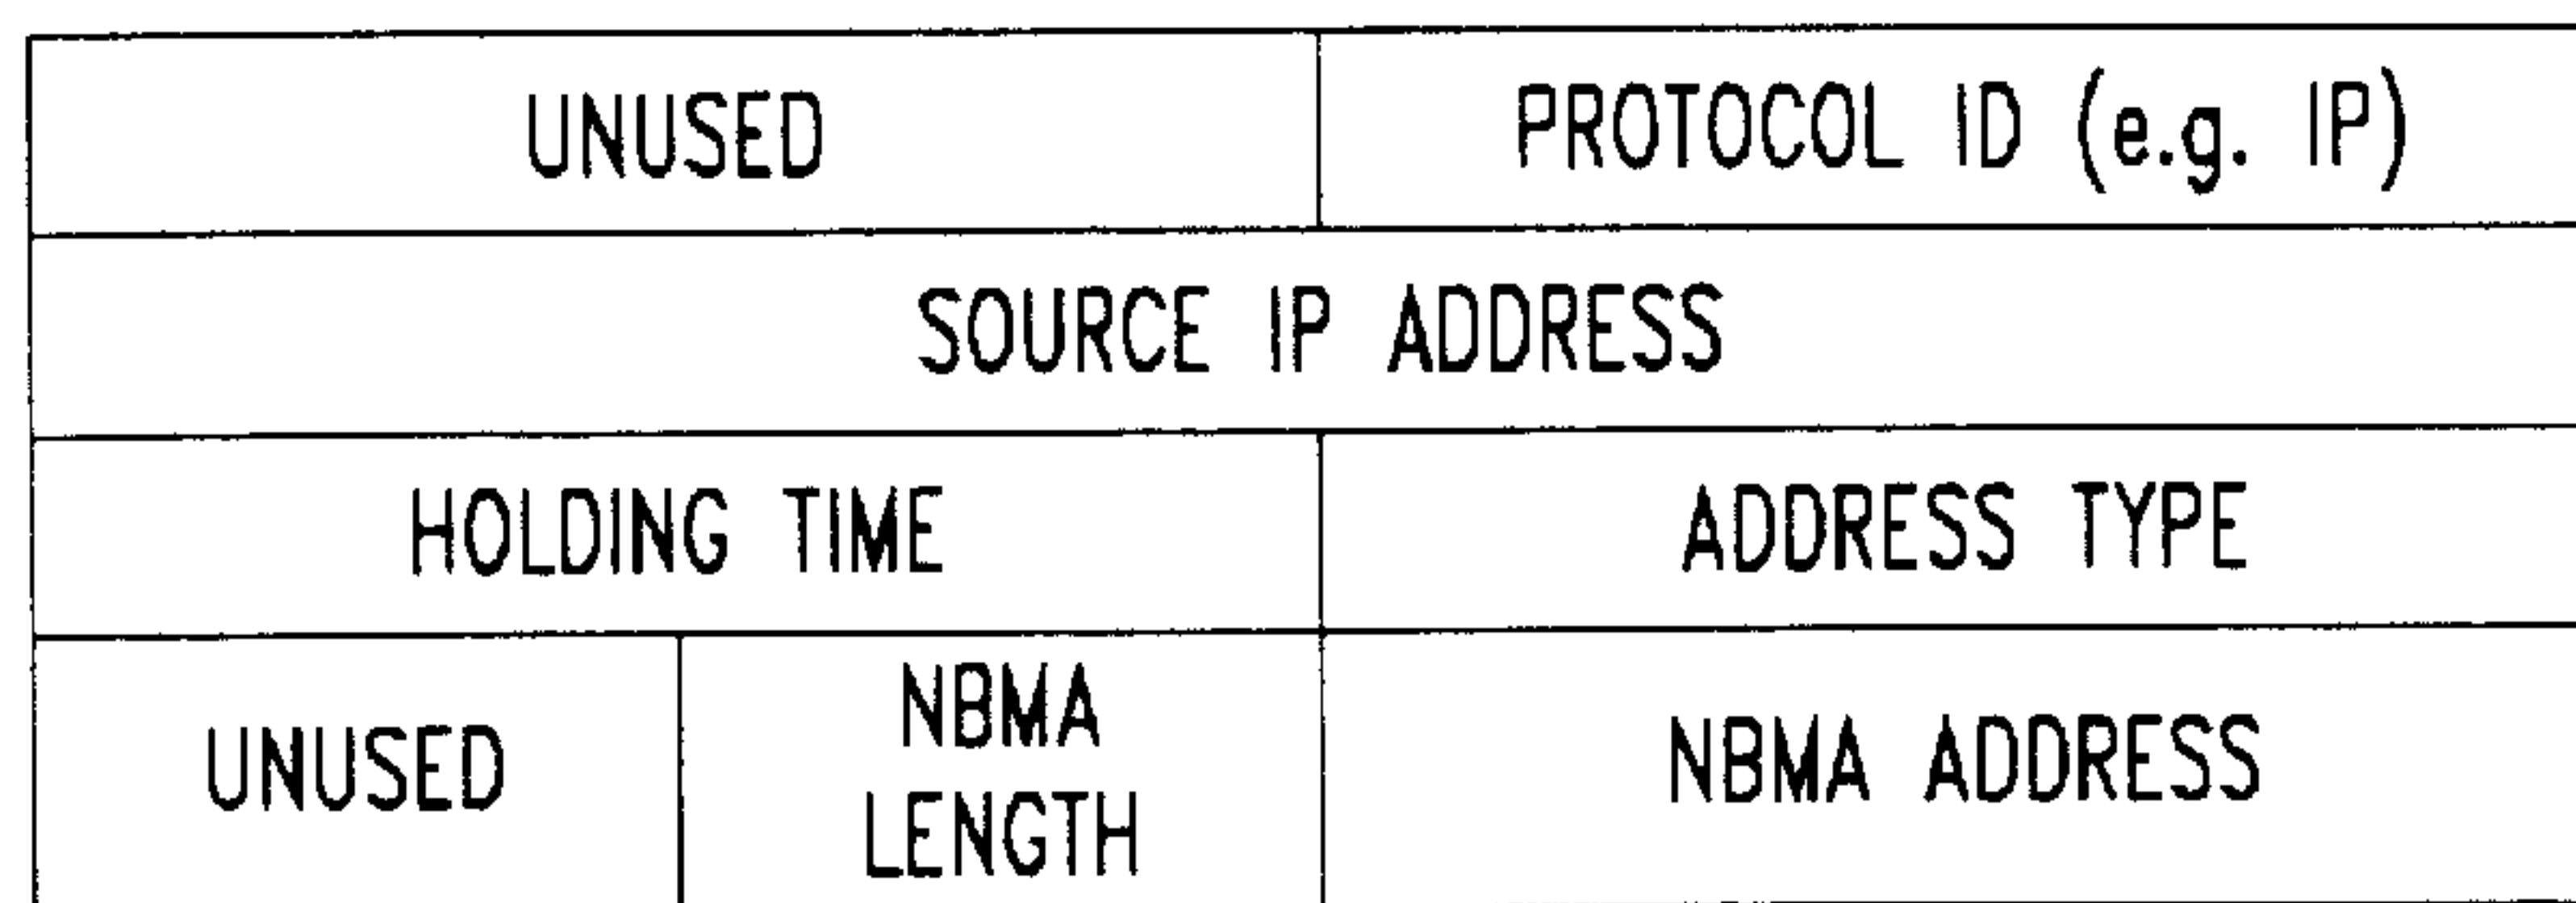 UNUSED
PROTOCOL ID (e.g. IP)
SOURCE IP ADDRESS
HOLDING TIME
ADDRESS TYPE
UNUSED
NBMA
LENGTH
NBMA ADDRESS